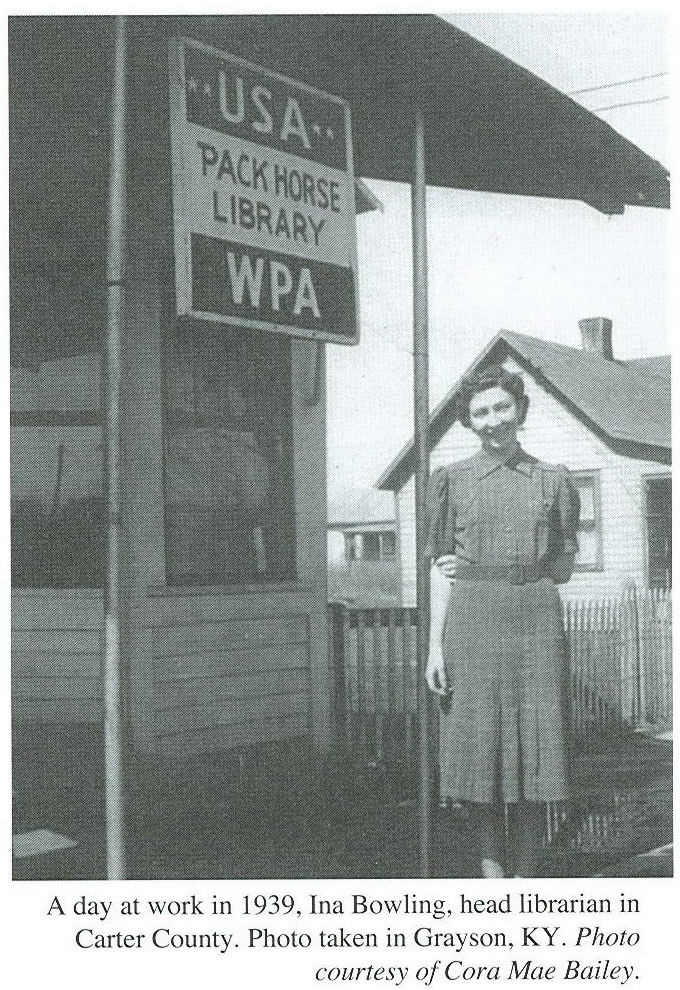 USA
PACK HORSE
LIBRARY
WPA
A day at work in 1939, Ina Bowling, head librarian in
Carter County. Photo taken in Grayson, KY. Photo
courtesy of Cora Mae Bailey.